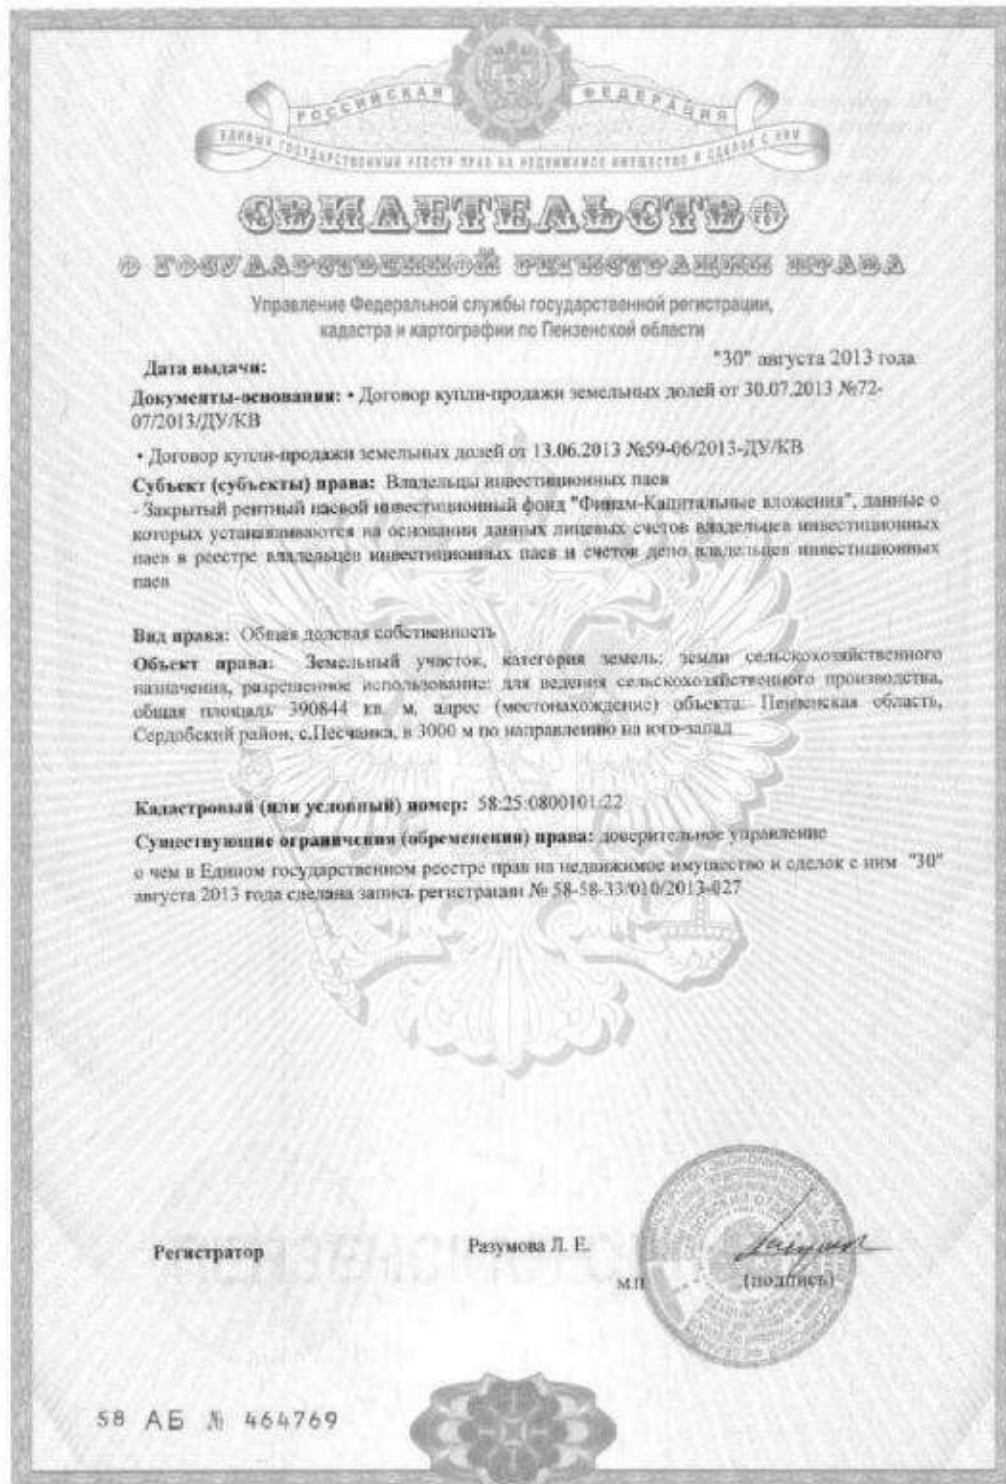 РОССИЙСКАЯ ФЕДЕРАЦИЯ
ЕДИНЫЙ ГОСУДАРСТВЕННЫЙ РЕЕСТР ПРАВ НА НЕДВИЖИМОЕ ИМУЩЕСТВО И СДЕЛОК С НИМ
СВИДЕТЕЛЬСТВО
О ГОСУДАРСТВЕННОЙ РЕГИСТРАЦИИ ПРАВА
Управление Федеральной службы государственной регистрации,
кадастра и картографии по Пензенской области
Дата выдачи: "30" августа 2013 года
Документы-основания: • Договор купли-продажи земельных долей от 30.07.2013 №72-
07/2013/ДУ/КВ
• Договор купли-продажи земельных долей от 13.06.2013 №59-06/2013-ДУ/КВ
Субъект (субъекты) права: Владельцы инвестиционных паев
- Закрытый рентный паевой инвестиционный фонд "Финам-Капитальные вложения", данные о
которых устанавливаются на основании данных лицевых счетов владельцев инвестиционных
паев в реестре владельцев инвестиционных паев и счетов депо владельцев инвестиционных
паев
Вид права: Общая долевая собственность
Объект права: Земельный участок, категория земель: земли сельскохозяйственного
назначения, разрешенное использование: для ведения сельскохозяйственного производства,
общая площадь 390844 кв. м, адрес (местонахождение) объекта: Пензенская область,
Сердобский район, с.Песчанка, в 3000 м по направлению на юго-запад
Кадастровый (или условный) номер: 58:25:0800101:22
Существующие ограничения (обременения) права: доверительное управление
о чем в Едином государственном реестре прав на недвижимое имущество и сделок с ним "30"
августа 2013 года сделана запись регистрации № 58-58-33/010/2013-027
Регистратор Разумова Л. Е.
М.П. (подпись)
58 АБ № 464769